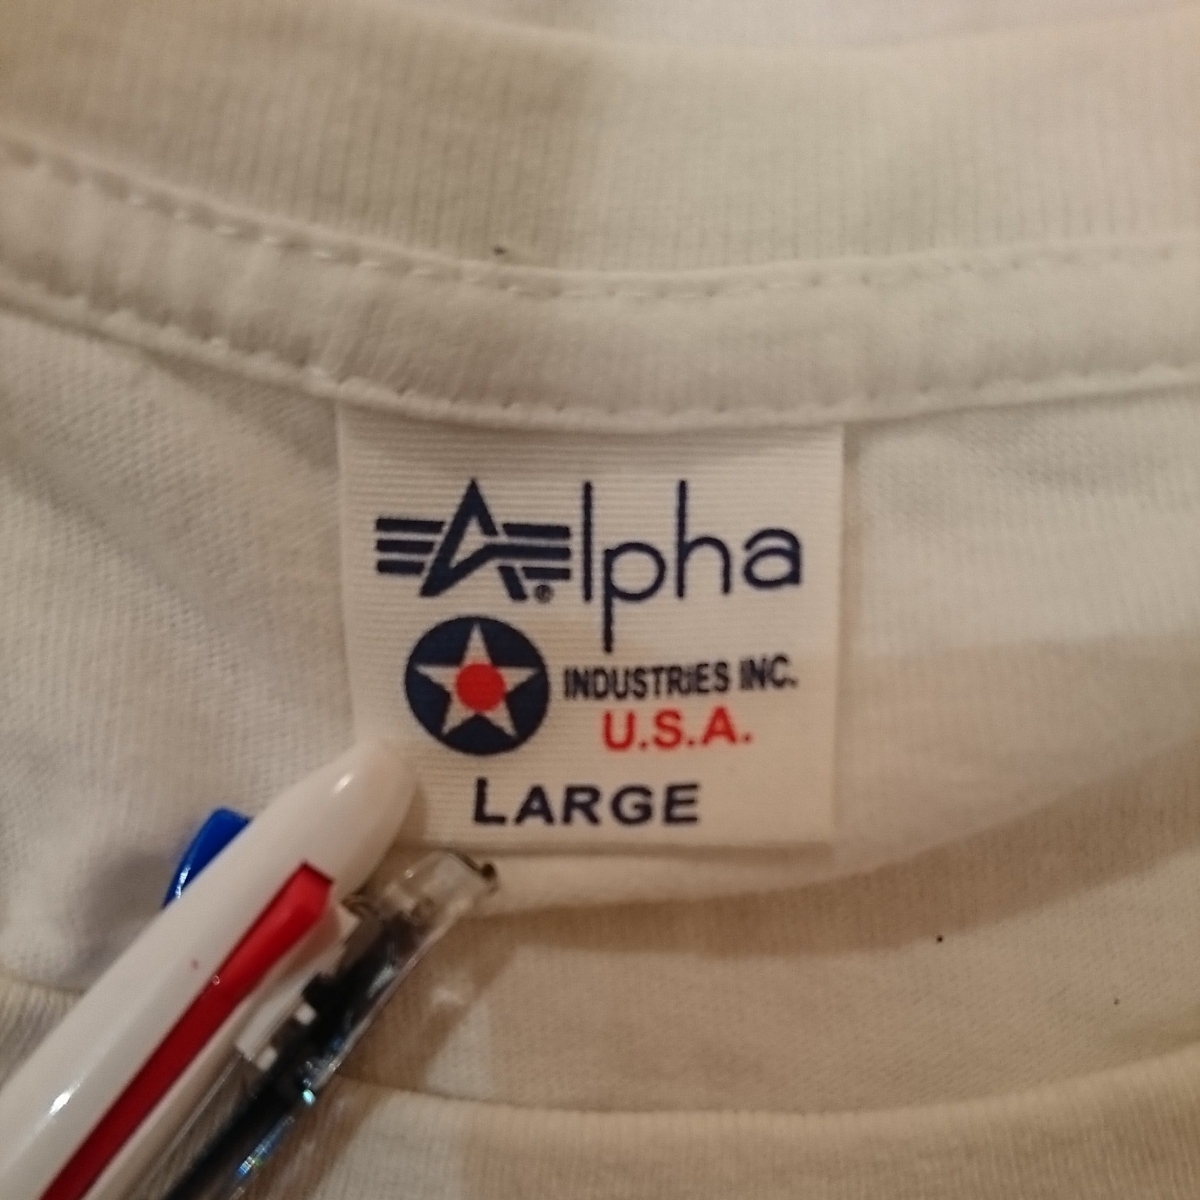 Alpha®
INDUSTRIES INC.
U.S.A.
LARGE